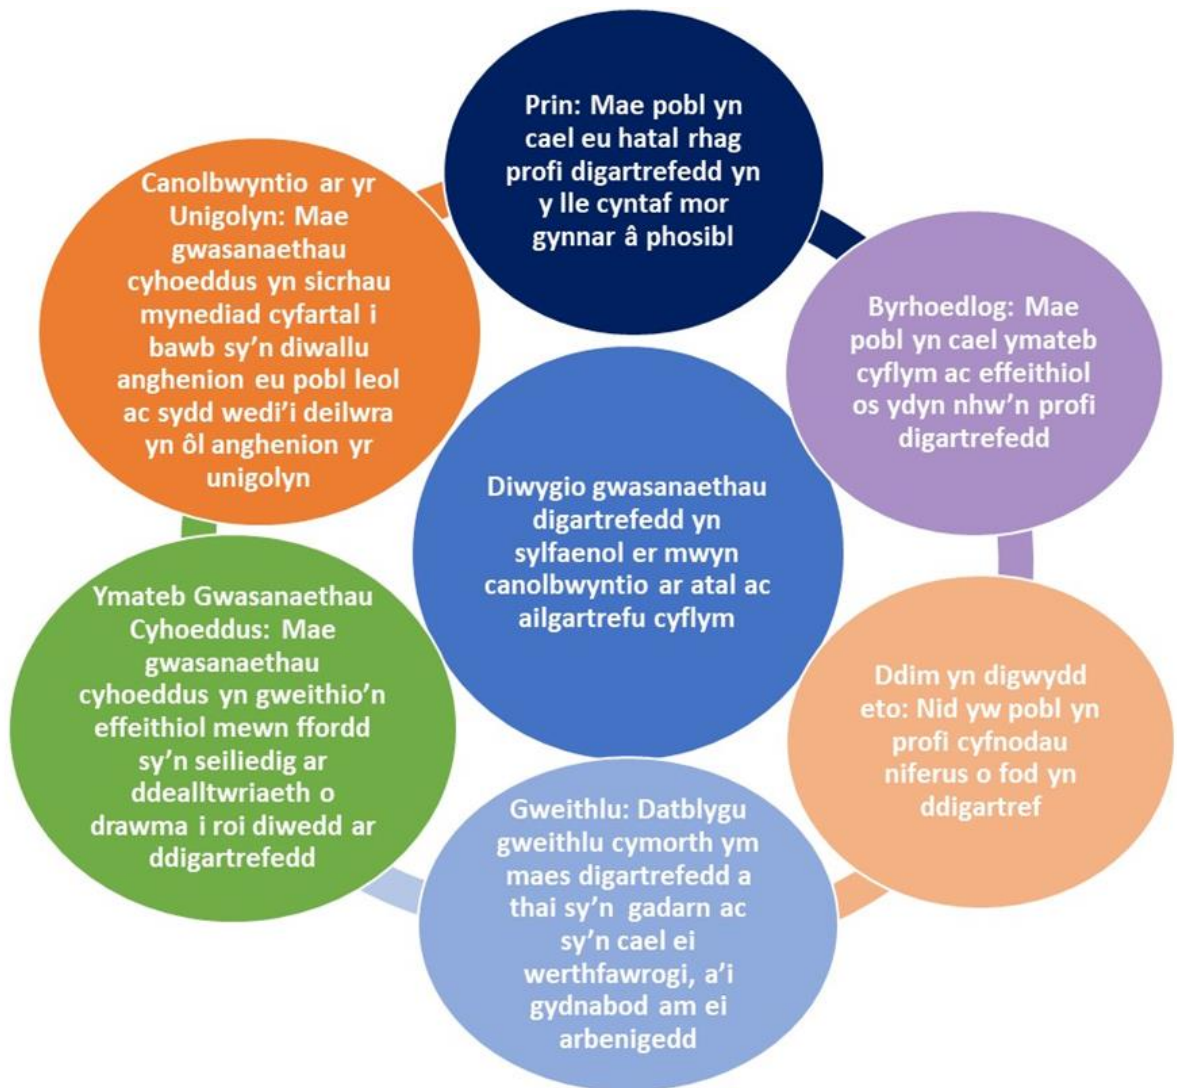 Prin: Mae pobl yn
cael eu hatal rhag
profi digartrefedd yn
y lle cyntaf mor
gynnar â phosibl
Byrhoedlog: Mae
pobl yn cael ymateb
cyflym ac effeithiol
os ydyn nhw’n profi
digartrefedd
Ddim yn digwydd
eto: Nid yw pobl yn
profi cyfnodau
niferus o fod yn
ddigartref
Gweithlu: Datblygu
gweithlu cymorth ym
maes digartrefedd a
thai sy’n gadarn ac
sy’n cael ei
werthfawrogi, a’i
gydnabod am ei
arbenigedd
Ymateb Gwasanaethau
Cyhoeddus: Mae
gwasanaethau
cyhoeddus yn gweithio’n
effeithiol mewn ffordd
sy’n seiliedig ar
ddealltwriaeth o
drawma i roi diwedd ar
ddigartrefedd
Canolbwyntio ar yr
Unigolyn: Mae
gwasanaethau
cyhoeddus yn sicrhau
mynediad cyfartal i
bawb sy’n diwallu
anghenion eu pobl leol
ac sydd wedi’i deilwra
yn ôl anghenion yr
unigolyn
Diwygio gwasanaethau
digartrefedd yn
sylfaenol er mwyn
canolbwyntio ar atal ac
ailgartrefu cyflym